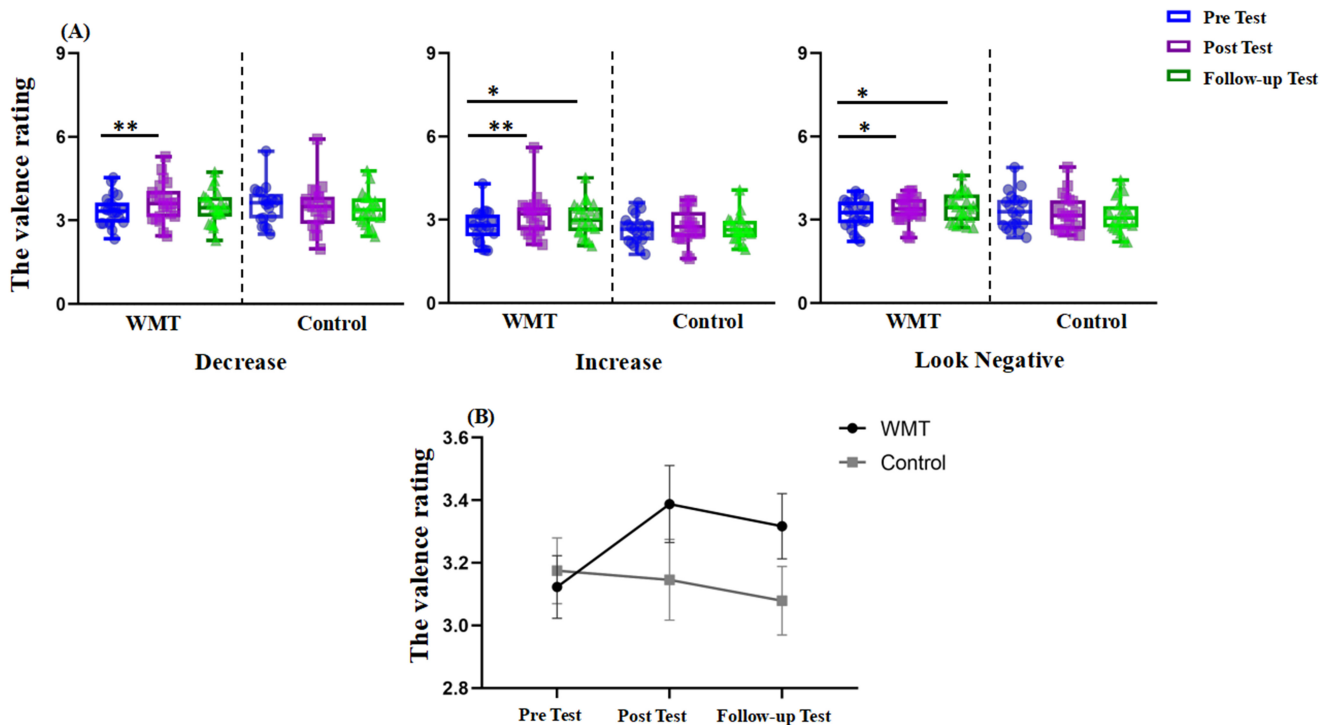 (A)
Pre Test
Post Test
Follow-up Test
The valence rating
9
6
3
0
**
WMT
Control
Decrease
9
6
3
0
*
**
WMT
Control
Increase
9
6
3
0
*
*
WMT
Control
Look Negative
(B)
WMT
Control
The valence rating
3.6
3.4
3.2
3.0
2.8
Pre Test
Post Test
Follow-up Test